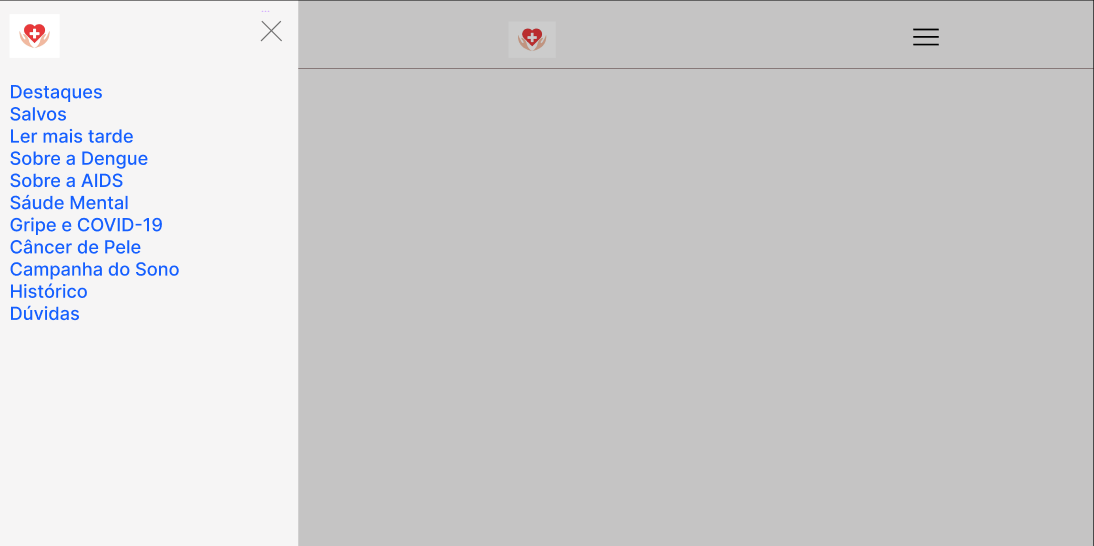 Destaques
Salvos
Ler mais tarde
Sobre a Dengue
Sobre a AIDS
Sáude Mental
Gripe e COVID-19
Câncer de Pele
Campanha do Sono
Histórico
Dúvidas